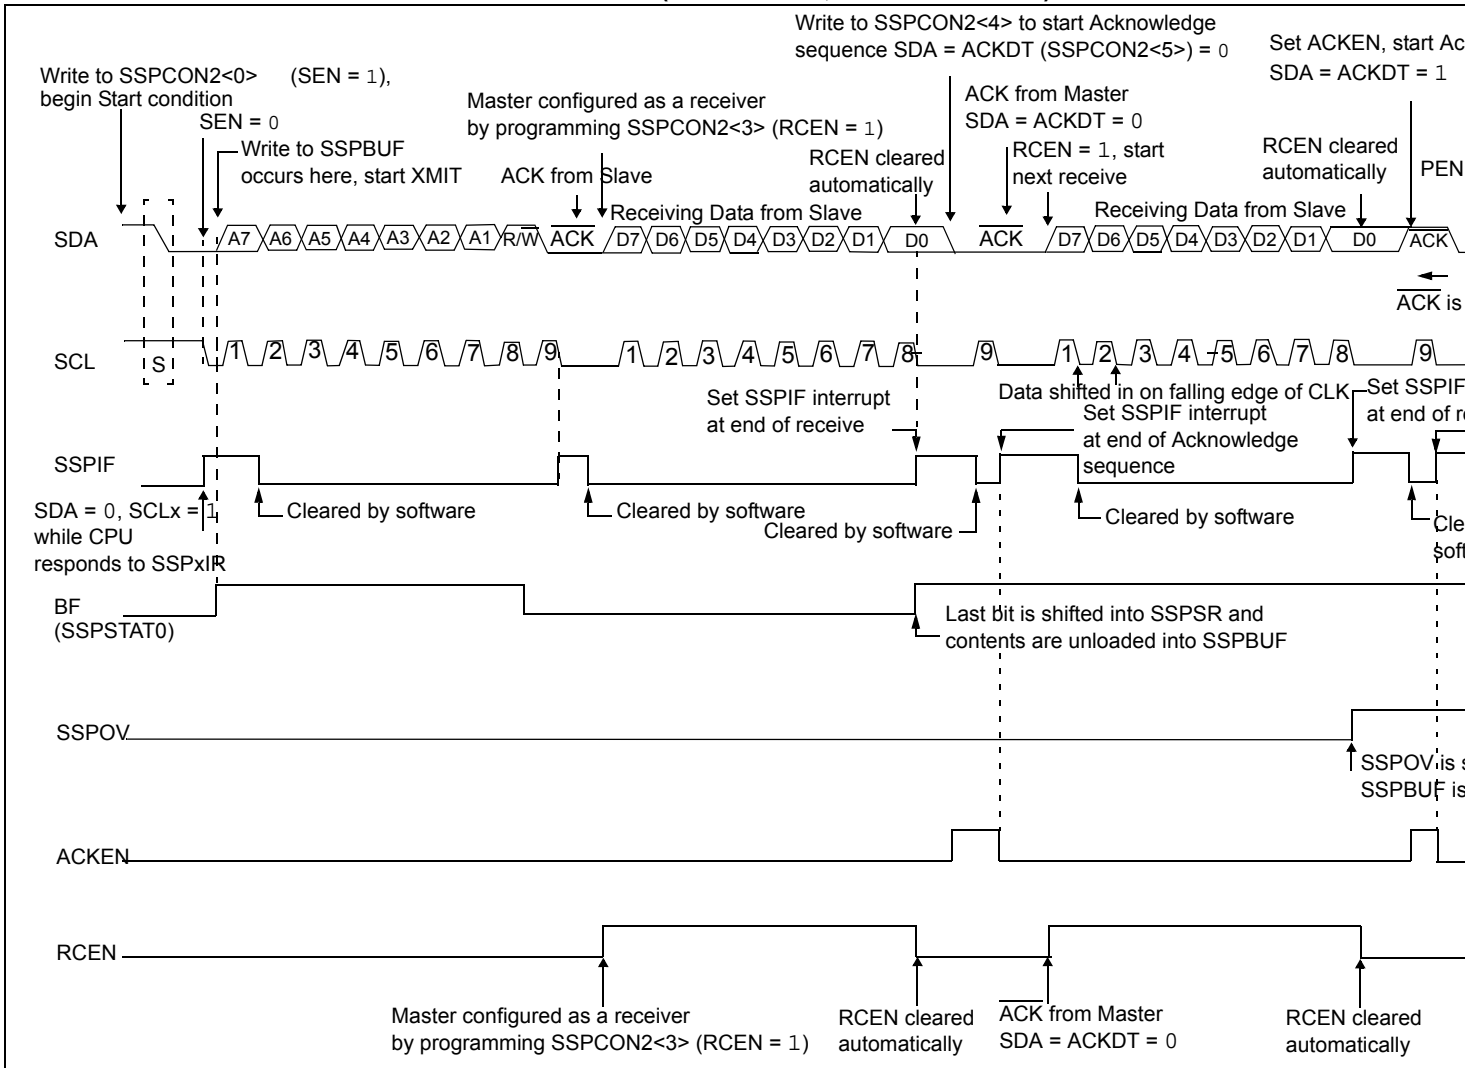 Write to SSPCON2<4> to start Acknowledge
sequence SDA = ACKDT (SSPCON2<5>) = 0
Set ACKEN, start Ac
SDA = ACKDT = 1
Write to SSPCON2<0> (SEN = 1),
begin Start condition
SEN = 0
Write to SSPBUF
occurs here, start XMIT
Master configured as a receiver
by programming SSPCON2<3> (RCEN = 1)
ACK from Slave
ACK from Master
SDA = ACKDT = 0
RCEN cleared
automatically
RCEN = 1, start
next receive
RCEN cleared
automatically
PEN
Receiving Data from Slave
Receiving Data from Slave
SDA A7 A6 A5 A4 A3 A2 A1 R/W ACK D7 D6 D5 D4 D3 D2 D1 D0 ACK D7 D6 D5 D4 D3 D2 D1 D0 ACK
ACK is
SCL S 1 2 3 4 5 6 7 8 9 1 2 3 4 5 6 7 8 9 1 2 3 4 5 6 7 8 9
Data shifted in on falling edge of CLK
Set SSPIF interrupt
at end of receive
Set SSPIF interrupt
at end of Acknowledge
sequence
Set SSPIF
at end of r
SSPIF
SDA = 0, SCLx = 1
while CPU
responds to SSPxIR
Cleared by software
Cleared by software
Cleared by software
Cleared by software
Cle
soft
BF
(SSPSTAT0)
Last bit is shifted into SSPSR and
contents are unloaded into SSPBUF
SSPOV
SSPOV is s
SSPBUF is
ACKEN
RCEN
Master configured as a receiver
by programming SSPCON2<3> (RCEN = 1)
RCEN cleared
automatically
ACK from Master
SDA = ACKDT = 0
RCEN cleared
automatically